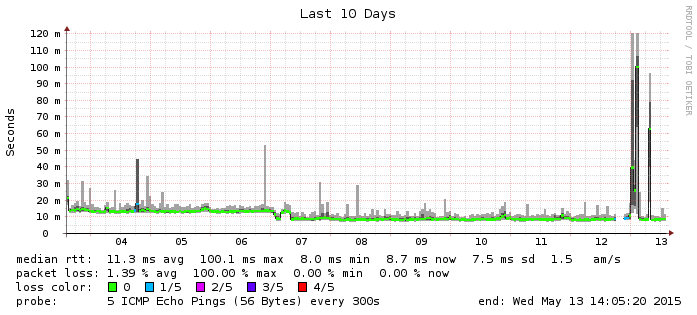 Last 10 Days
RRDTOOL / TOBI OETIKER
Seconds
120 m
110 m
100 m
90 m
80 m
70 m
60 m
50 m
40 m
30 m
20 m
10 m
0
04 05 06 07 08 09 10 11 12 13
median rtt: 11.3 ms avg 100.1 ms max 8.0 ms min 8.7 ms now 7.5 ms sd 1.5 am/s
packet loss: 1.39 % avg 100.00 % max 0.00 % min 0.00 % now
loss color: 0 1/5 2/5 3/5 4/5
probe: 5 ICMP Echo Pings (56 Bytes) every 300s end: Wed May 13 14:05:20 2015